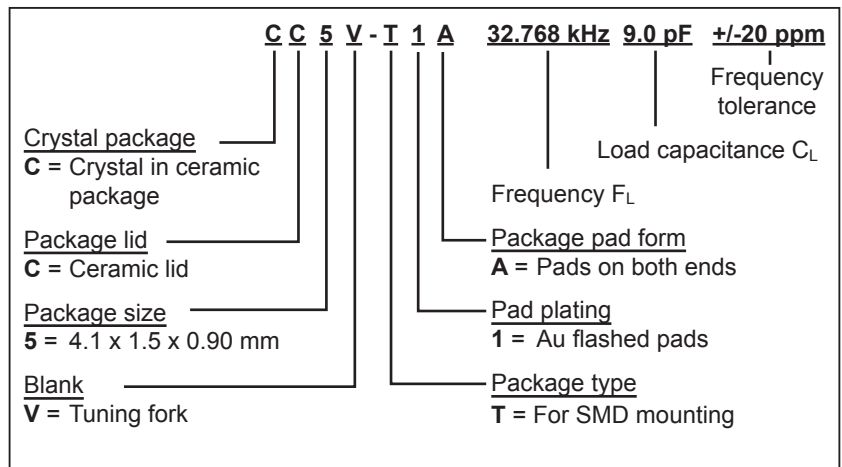 C C 5 V - T 1 A 32.768 kHz 9.0 pF +/-20 ppm
Frequency
tolerance
Load capacitance CL
Frequency FL
Crystal package
C = Crystal in ceramic
package
Package lid
C = Ceramic lid
Package size
5 = 4.1 x 1.5 x 0.90 mm
Blank
V = Tuning fork
Package pad form
A = Pads on both ends
Pad plating
1 = Au flashed pads
Package type
T = For SMD mounting